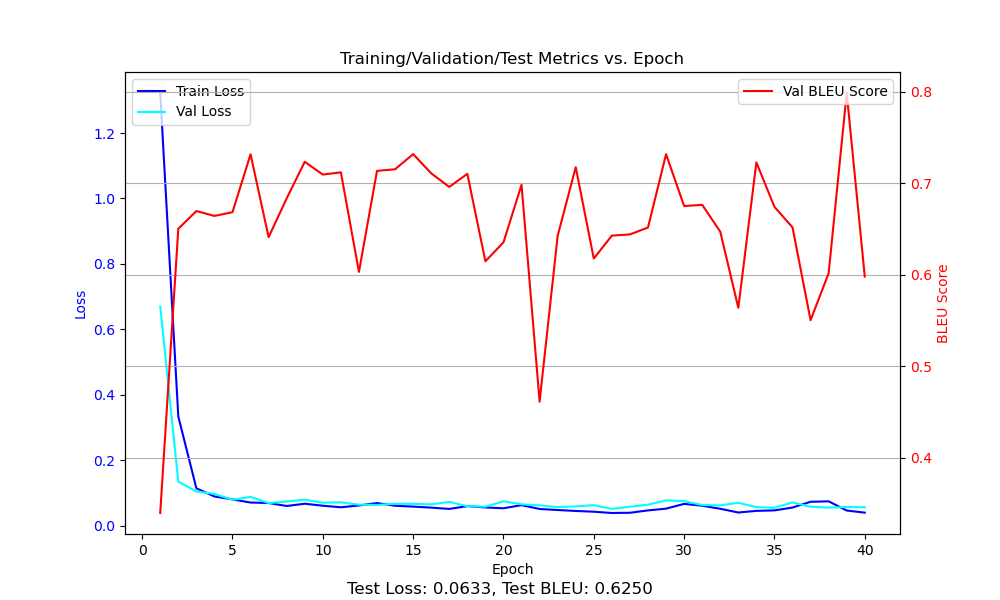 Training/Validation/Test Metrics vs. Epoch
Train Loss
Val Loss
Val BLEU Score
1.2
1.0
0.8
0.6
0.4
0.2
0.0
Loss
0.8
0.7
0.6
0.5
0.4
BLEU Score
0 5 10 15 20 25 30 35 40
Epoch
Test Loss: 0.0633, Test BLEU: 0.6250